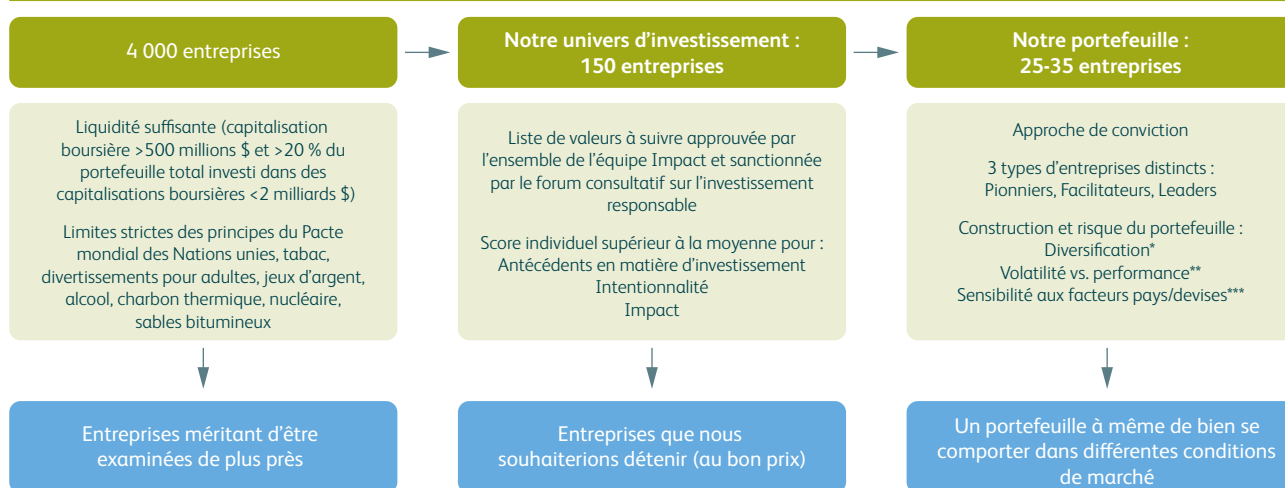 4 000 entreprises
Liquidité suffisante (capitalisation
boursière >500 millions $ et >20 % du
portefeuille total investi dans des
capitalisations boursières <2 milliards $)
Limites strictes des principes du Pacte
mondial des Nations unies, tabac,
divertissements pour adultes, jeux d'argent,
alcool, charbon thermique, nucléaire,
sables bitumineux
Entreprises méritant d'être
examinées de plus près
Notre univers d'investissement :
150 entreprises
Liste de valeurs à suivre approuvée par
l'ensemble de l'équipe Impact et sanctionnée
par le forum consultatif sur l'investissement
responsable
Score individuel supérieur à la moyenne pour :
Antécédents en matière d'investissement
Intentionnalité
Impact
Entreprises que nous
souhaiterions détenir (au bon prix)
Notre portefeuille :
25-35 entreprises
Approche de conviction
3 types d'entreprises distincts :
Pionniers, Facilitateurs, Leaders
Construction et risque du portefeuille :
Diversification*
Volatilité vs. performance**
Sensibilité aux facteurs pays/devises***
Un portefeuille à même de bien se
comporter dans différentes conditions
de marché